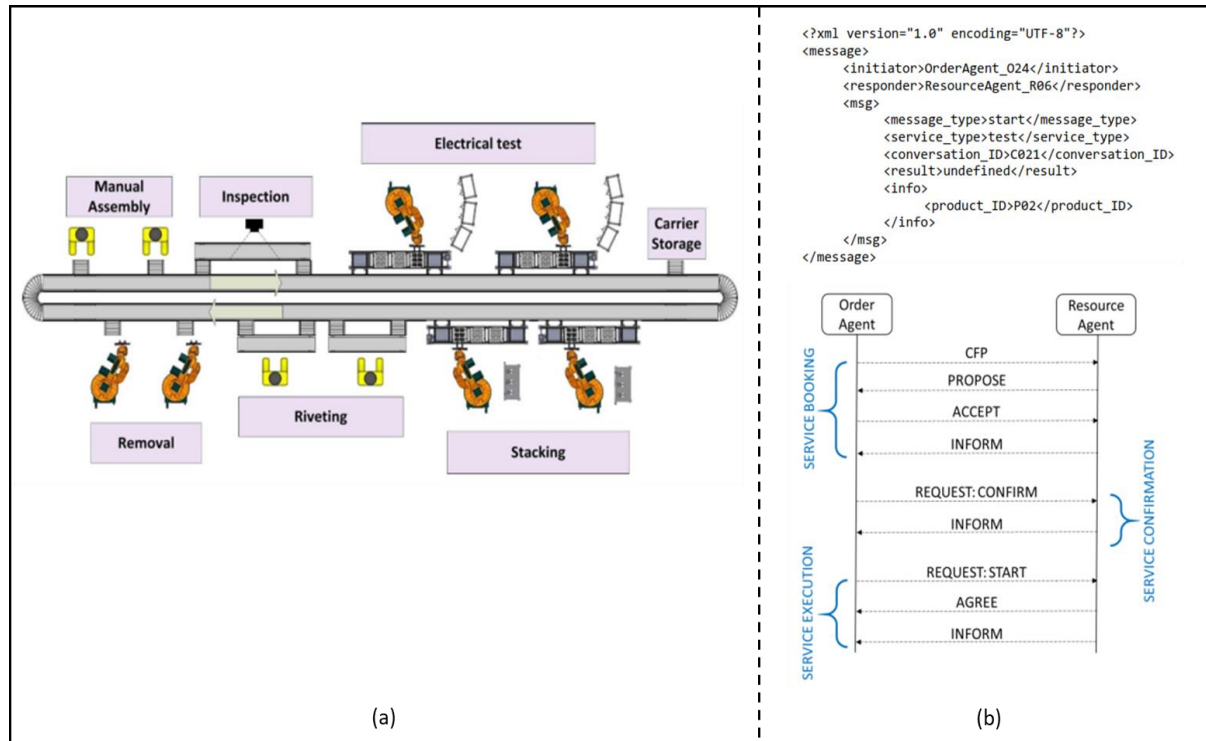 Electrical test
Manual
Assembly
Inspection
Carrier
Storage
Removal
Riveting
Stacking
(a)
<?xml version="1.0" encoding="UTF-8"?>
<message>
<initiator>OrderAgent_O24</initiator>
<responder>ResourceAgent_R06</responder>
<msg>
<message_type>start</message_type>
<service_type>test</service_type>
<conversation_ID>C021</conversation_ID>
<result>undefined</result>
<info>
<product_ID>P02</product_ID>
</info>
</msg>
</message>
Order
Agent
Resource
Agent
SERVICE BOOKING
CFP
PROPOSE
ACCEPT
INFORM
REQUEST: CONFIRM
INFORM
SERVICE CONFIRMATION
SERVICE EXECUTION
REQUEST: START
AGREE
INFORM
(b)